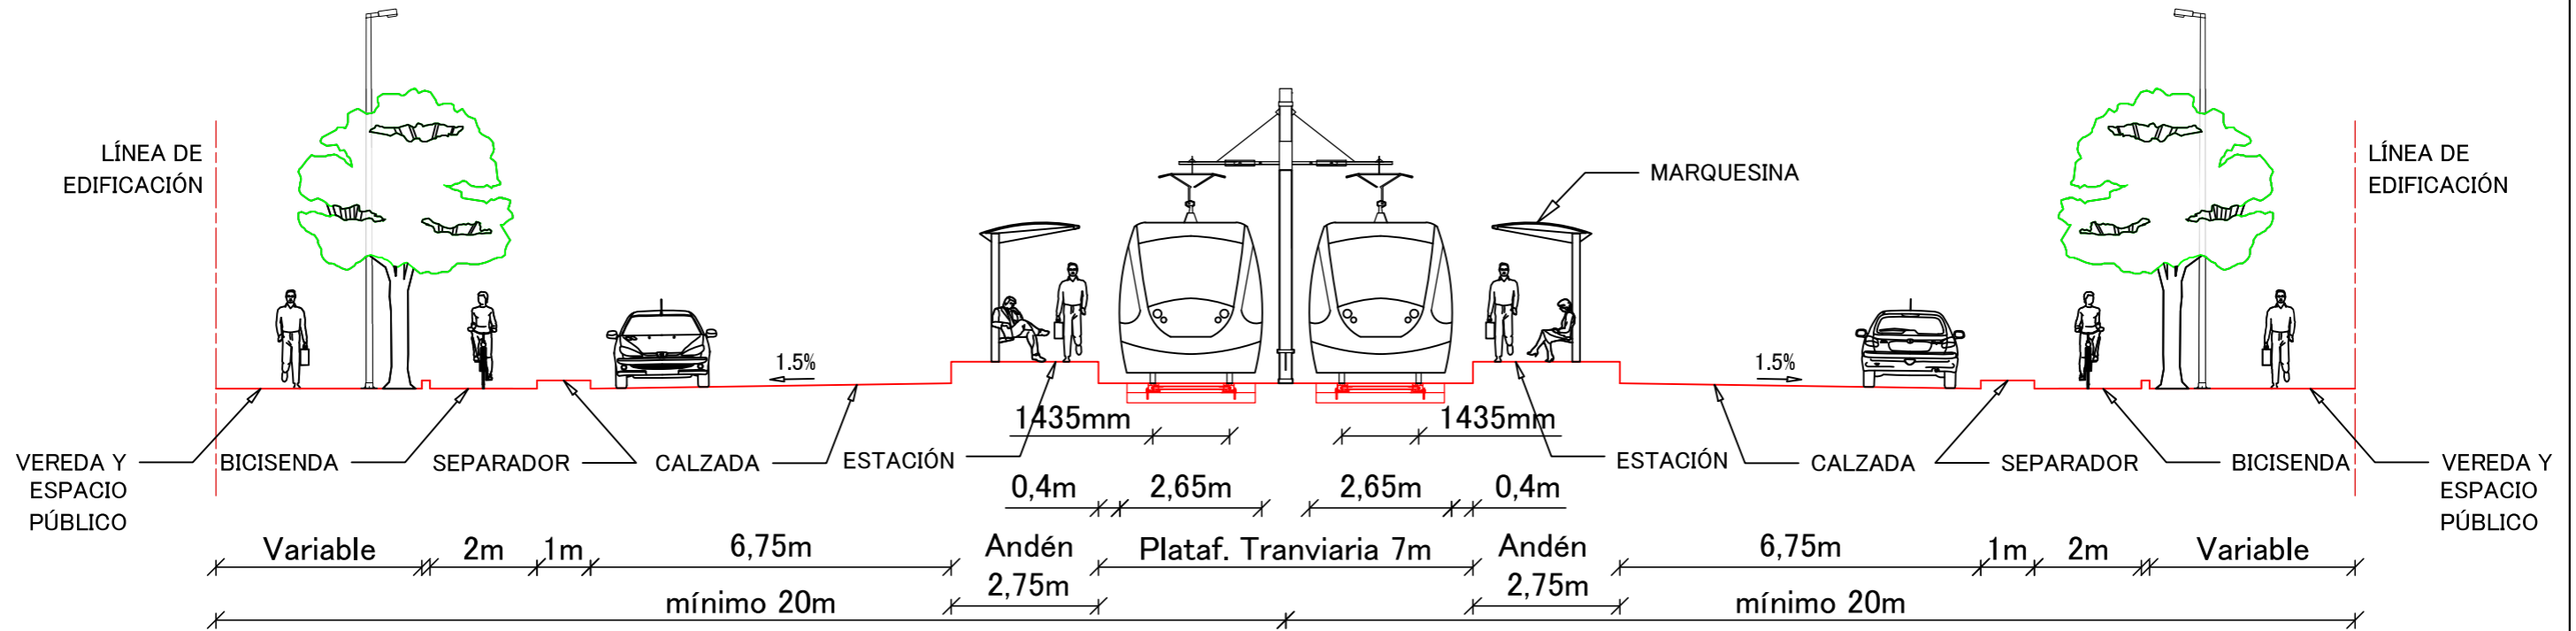 LÍNEA DE
EDIFICACIÓN
MARQUESINA
LÍNEA DE
EDIFICACIÓN
1.5%
1.5%
1435mm
1435mm
VEREDA Y
ESPACIO
PÚBLICO
BICISENDA
SEPARADOR
CALZADA
ESTACIÓN
ESTACIÓN
CALZADA
SEPARADOR
BICISENDA
VEREDA Y
ESPACIO
PÚBLICO
0,4m
2,65m
2,65m
0,4m
Variable
2m
1m
6,75m
Andén
2,75m
Plataf. Tranviaria 7m
Andén
2,75m
6,75m
1m
2m
Variable
mínimo 20m
mínimo 20m